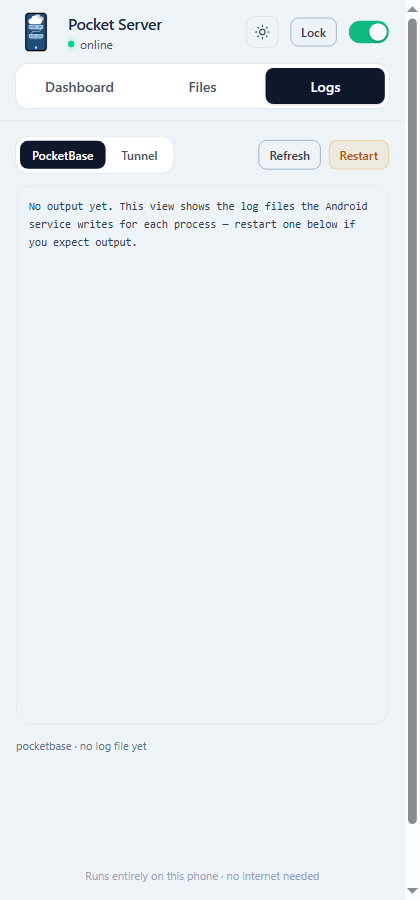 Pocket Server
online
Lock
Dashboard
Files
Logs
PocketBase
Tunnel
Refresh
Restart
No output yet. This view shows the log files the Android
service writes for each process — restart one below if
you expect output.
pocketbase · no log file yet
Runs entirely on this phone · no internet needed